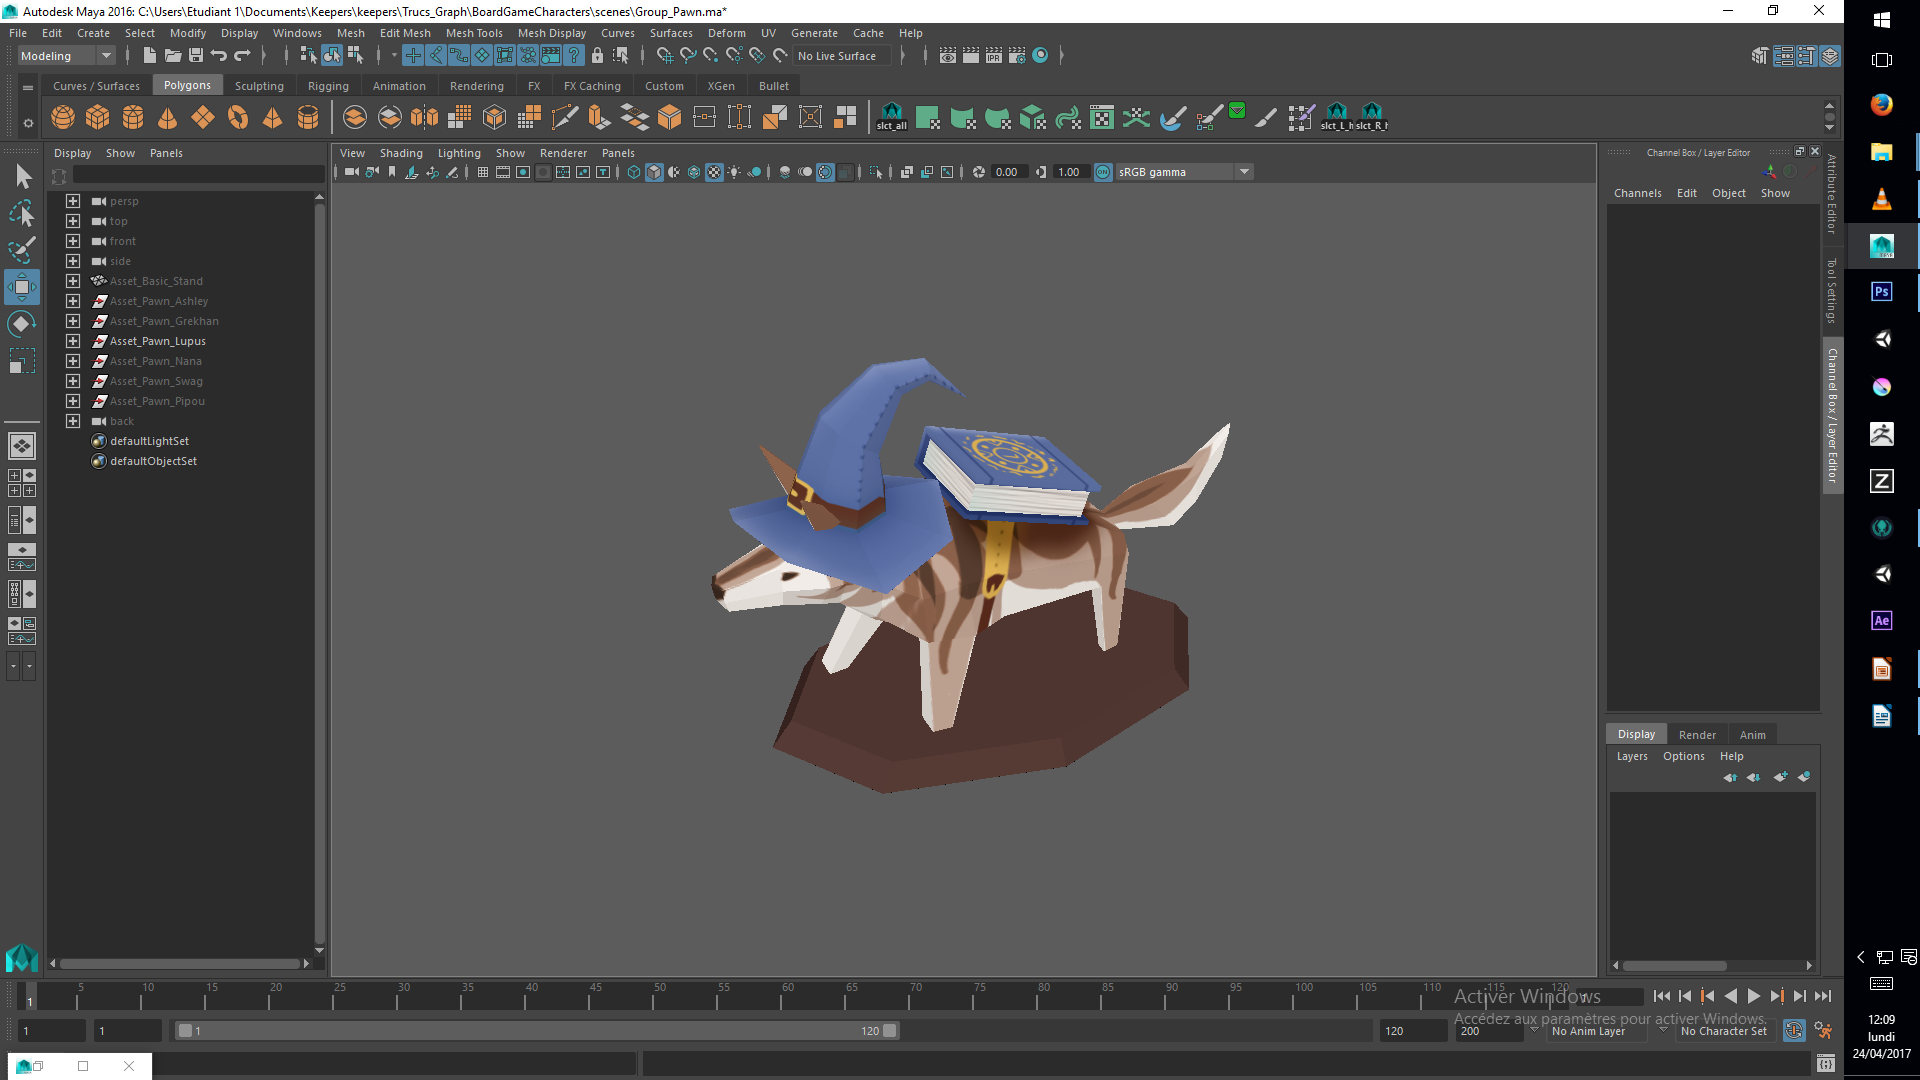 Autodesk Maya 2016: C:\Users\Etudiant 1\Documents\Keepers\keepers\Trucs_Graph\BoardGameCharacters\scenes\Group_Pawn.ma*
File Edit Create Select Modify Display Windows Mesh Edit Mesh Mesh Tools Mesh Display Curves Surfaces Deform UV Generate Cache Help
Modeling No Live Surface
Curves / Surfaces Polygons Sculpting Rigging Animation Rendering FX FX Caching Custom XGen Bullet
slct_all slct_L_h slct_R_h
Display Show Panels
View Shading Lighting Show Renderer Panels
0.00 1.00 ON sRGB gamma
Channel Box / Layer Editor
Channels Edit Object Show
persp
top
front
side
Asset_Basic_Stand
Asset_Pawn_Ashley
Asset_Pawn_Grekhan
Asset_Pawn_Lupus
Asset_Pawn_Nana
Asset_Pawn_Swag
Asset_Pawn_Pipou
back
defaultLightSet
defaultObjectSet
Attribute Editor
Tool Settings
Channel Box / Layer Editor
Display Render Anim
Layers Options Help
Ps
Z
Ae
5 10 15 20 25 30 35 40 45 50 55 60 65 70 75 80 85 90 95 100 105 110 115 120
1
Activer Windows
Accédez aux paramètres pour activer Windows.
1 1 1 120 120 200 No Anim Layer No Character Set
12:09
lundi
24/04/2017